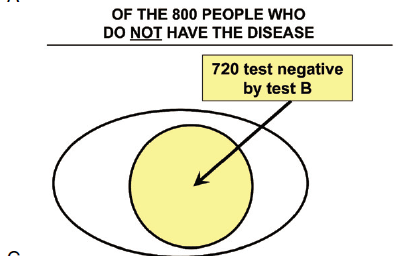 OF THE 800 PEOPLE WHO
DO NOT HAVE THE DISEASE
720 test negative
by test B